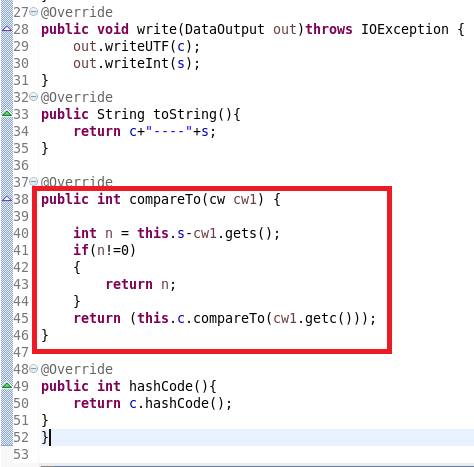 27 @Override
28 public void write(DataOutput out)throws IOException {
29     out.writeUTF(c);
30     out.writeInt(s);
31 }
32 @Override
33 public String toString(){
34     return c+"----"+s;
35 }
36
37 @Override
38 public int compareTo(cw cw1) {
39
40     int n = this.s-cw1.gets();
41     if(n!=0)
42     {
43         return n;
44     }
45     return (this.c.compareTo(cw1.getc()));
46 }
47
48 @Override
49 public int hashCode(){
50     return c.hashCode();
51 }
52 }
53